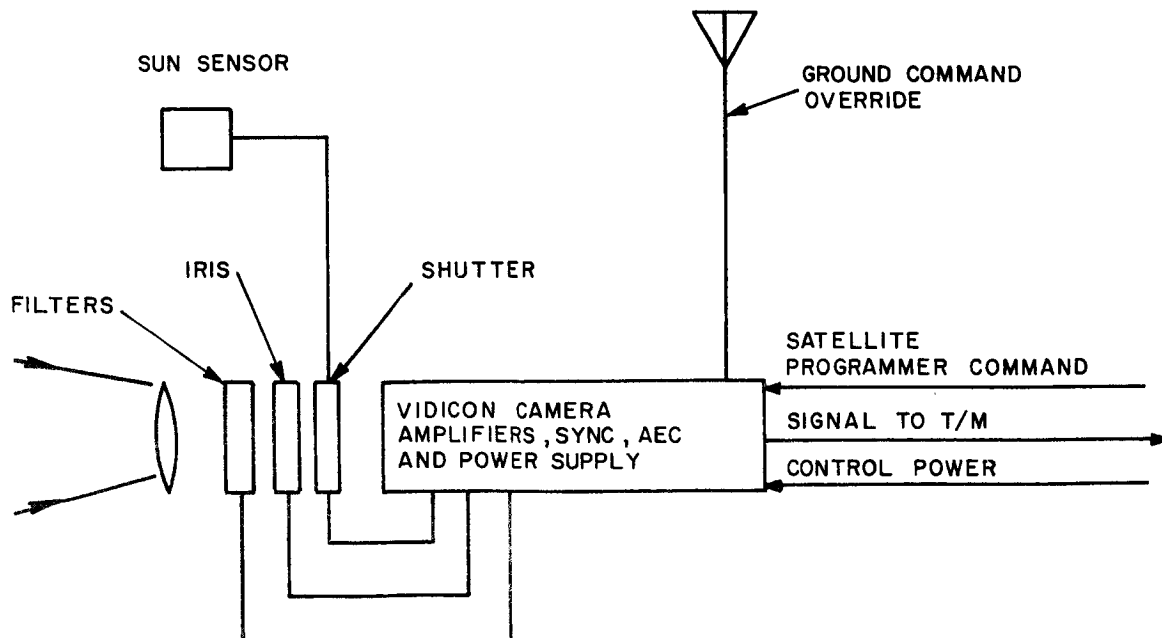 SUN SENSOR
GROUND COMMAND
OVERRIDE
IRIS
SHUTTER
FILTERS
SATELLITE
PROGRAMMER COMMAND
VIDICON CAMERA
AMPLIFIERS, SYNC, AEC
AND POWER SUPPLY
SIGNAL TO T/M
CONTROL POWER